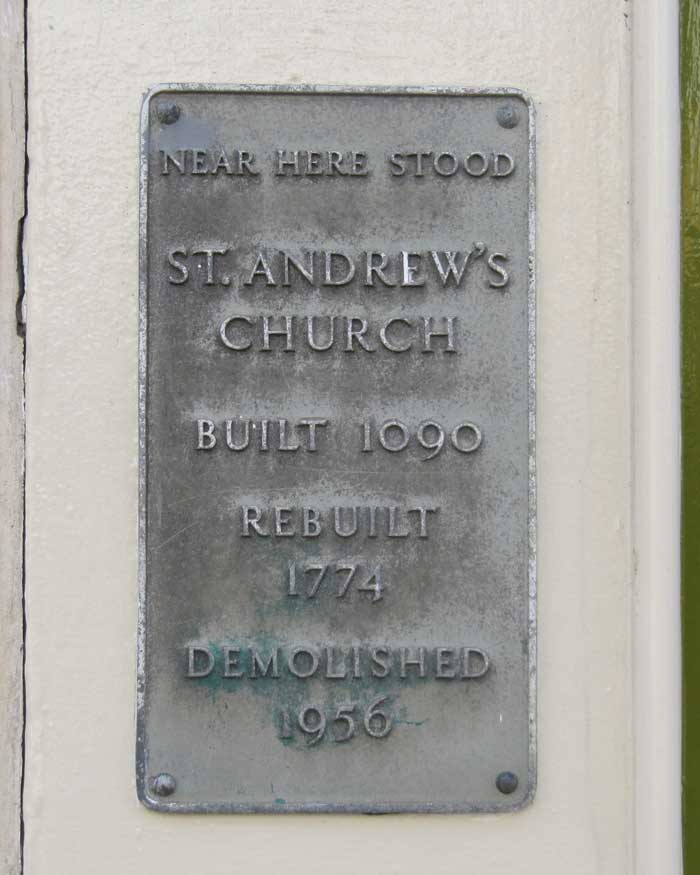 NEAR HERE STOOD
ST. ANDREW'S
CHURCH
BUILT 1090
REBUILT
1774
DEMOLISHED
1956